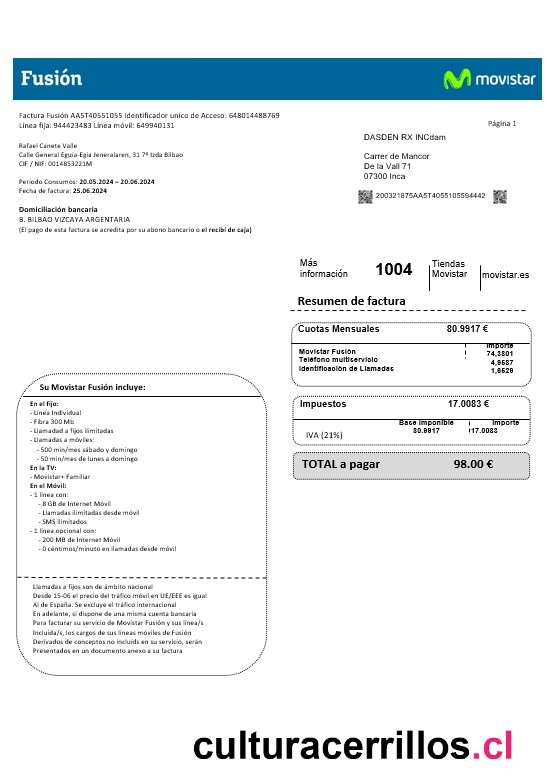 Fusión
movistar
Factura Fusión AA5T40551055 Identificador unico de Acceso: 648014488769
Linea fija: 944423483 Línea móvil: 649940131
Página 1
DASDEN RX INCdam
Rafael Canete Valle
Calle General Eguia-Egia Jeneralaren, 31 7º Izda Bilbao
CIF / NIF: 0014853221M
Carrer de Mancor
De la Vall 71
07300 Inca
Periodo Consumos: 20.05.2024 – 20.06.2024
Fecha de factura: 25.06.2024
200321875AA5T4055105594442
Domiciliación bancaria
B. BILBAO VIZCAYA ARGENTARIA
(El pago de esta factura se acredita por su abono bancario o el recibí de caja)
Más información
1004
Tiendas Movistar
movistar.es
Resumen de factura
Cuotas Mensuales 80.9917 €
Importe
Movistar Fusión 74,3801
Teléfono multiservicio 4,9587
Identificación de Llamadas 1,6529
Impuestos 17.0083 €
Base Imponible Importe
80.9917 17.0083
IVA (21%)
TOTAL a pagar 98.00 €
Su Movistar Fusión incluye:
En el fijo:
- Linea Individual
- Fibra 300 Mb
- Llamadad a fijos ilimitadas
- Llamadas a móviles:
- 500 min/mes sábado y domingo
- 50 min/mes de lunes a domingo
En la TV:
- Movistar+ Familiar
En el Móvil:
- 1 línea con:
- 8 GB de Internet Móvil
- Llamadas ilimitadas desde móvil
- SMS ilimitados
- 1 línea opcional con:
- 200 MB de Internet Móvil
- 0 céntimos/minuto en llamadas desde móvil
Llamadas a fijos son de ámbito nacional
Desde 15-06 el precio del tráfico móvil en UE/EEE es igual
Al de España. Se excluye el tráfico internacional
En adelante, si dispone de una misma cuenta bancaria
Para facturar su servicio de Movistar Fusión y sus línea/s
Incluida/s, los cargos de sus líneas móviles de Fusión
Derivados de conceptos no incluids en su servicio, serán
Presentados en un documento anexo a su factura
culturacerrillos.cl